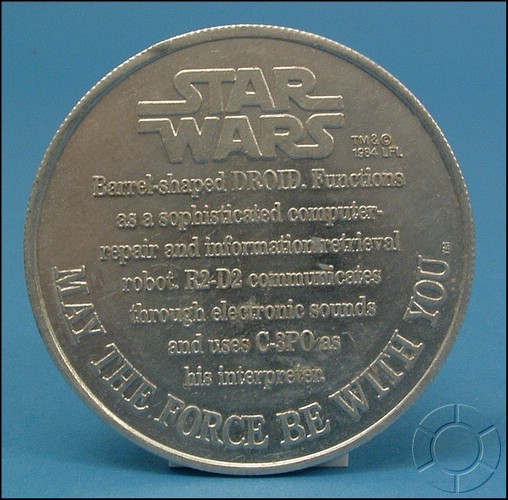 STAR
WARS
TM & ©
1984 LFL
Barrel-shaped DROID. Functions
as a sophisticated computer-
repair and information retrieval
robot. R2-D2 communicates
through electronic sounds
and uses C-3PO as
his interpreter.
MAY THE FORCE BE WITH YOU™